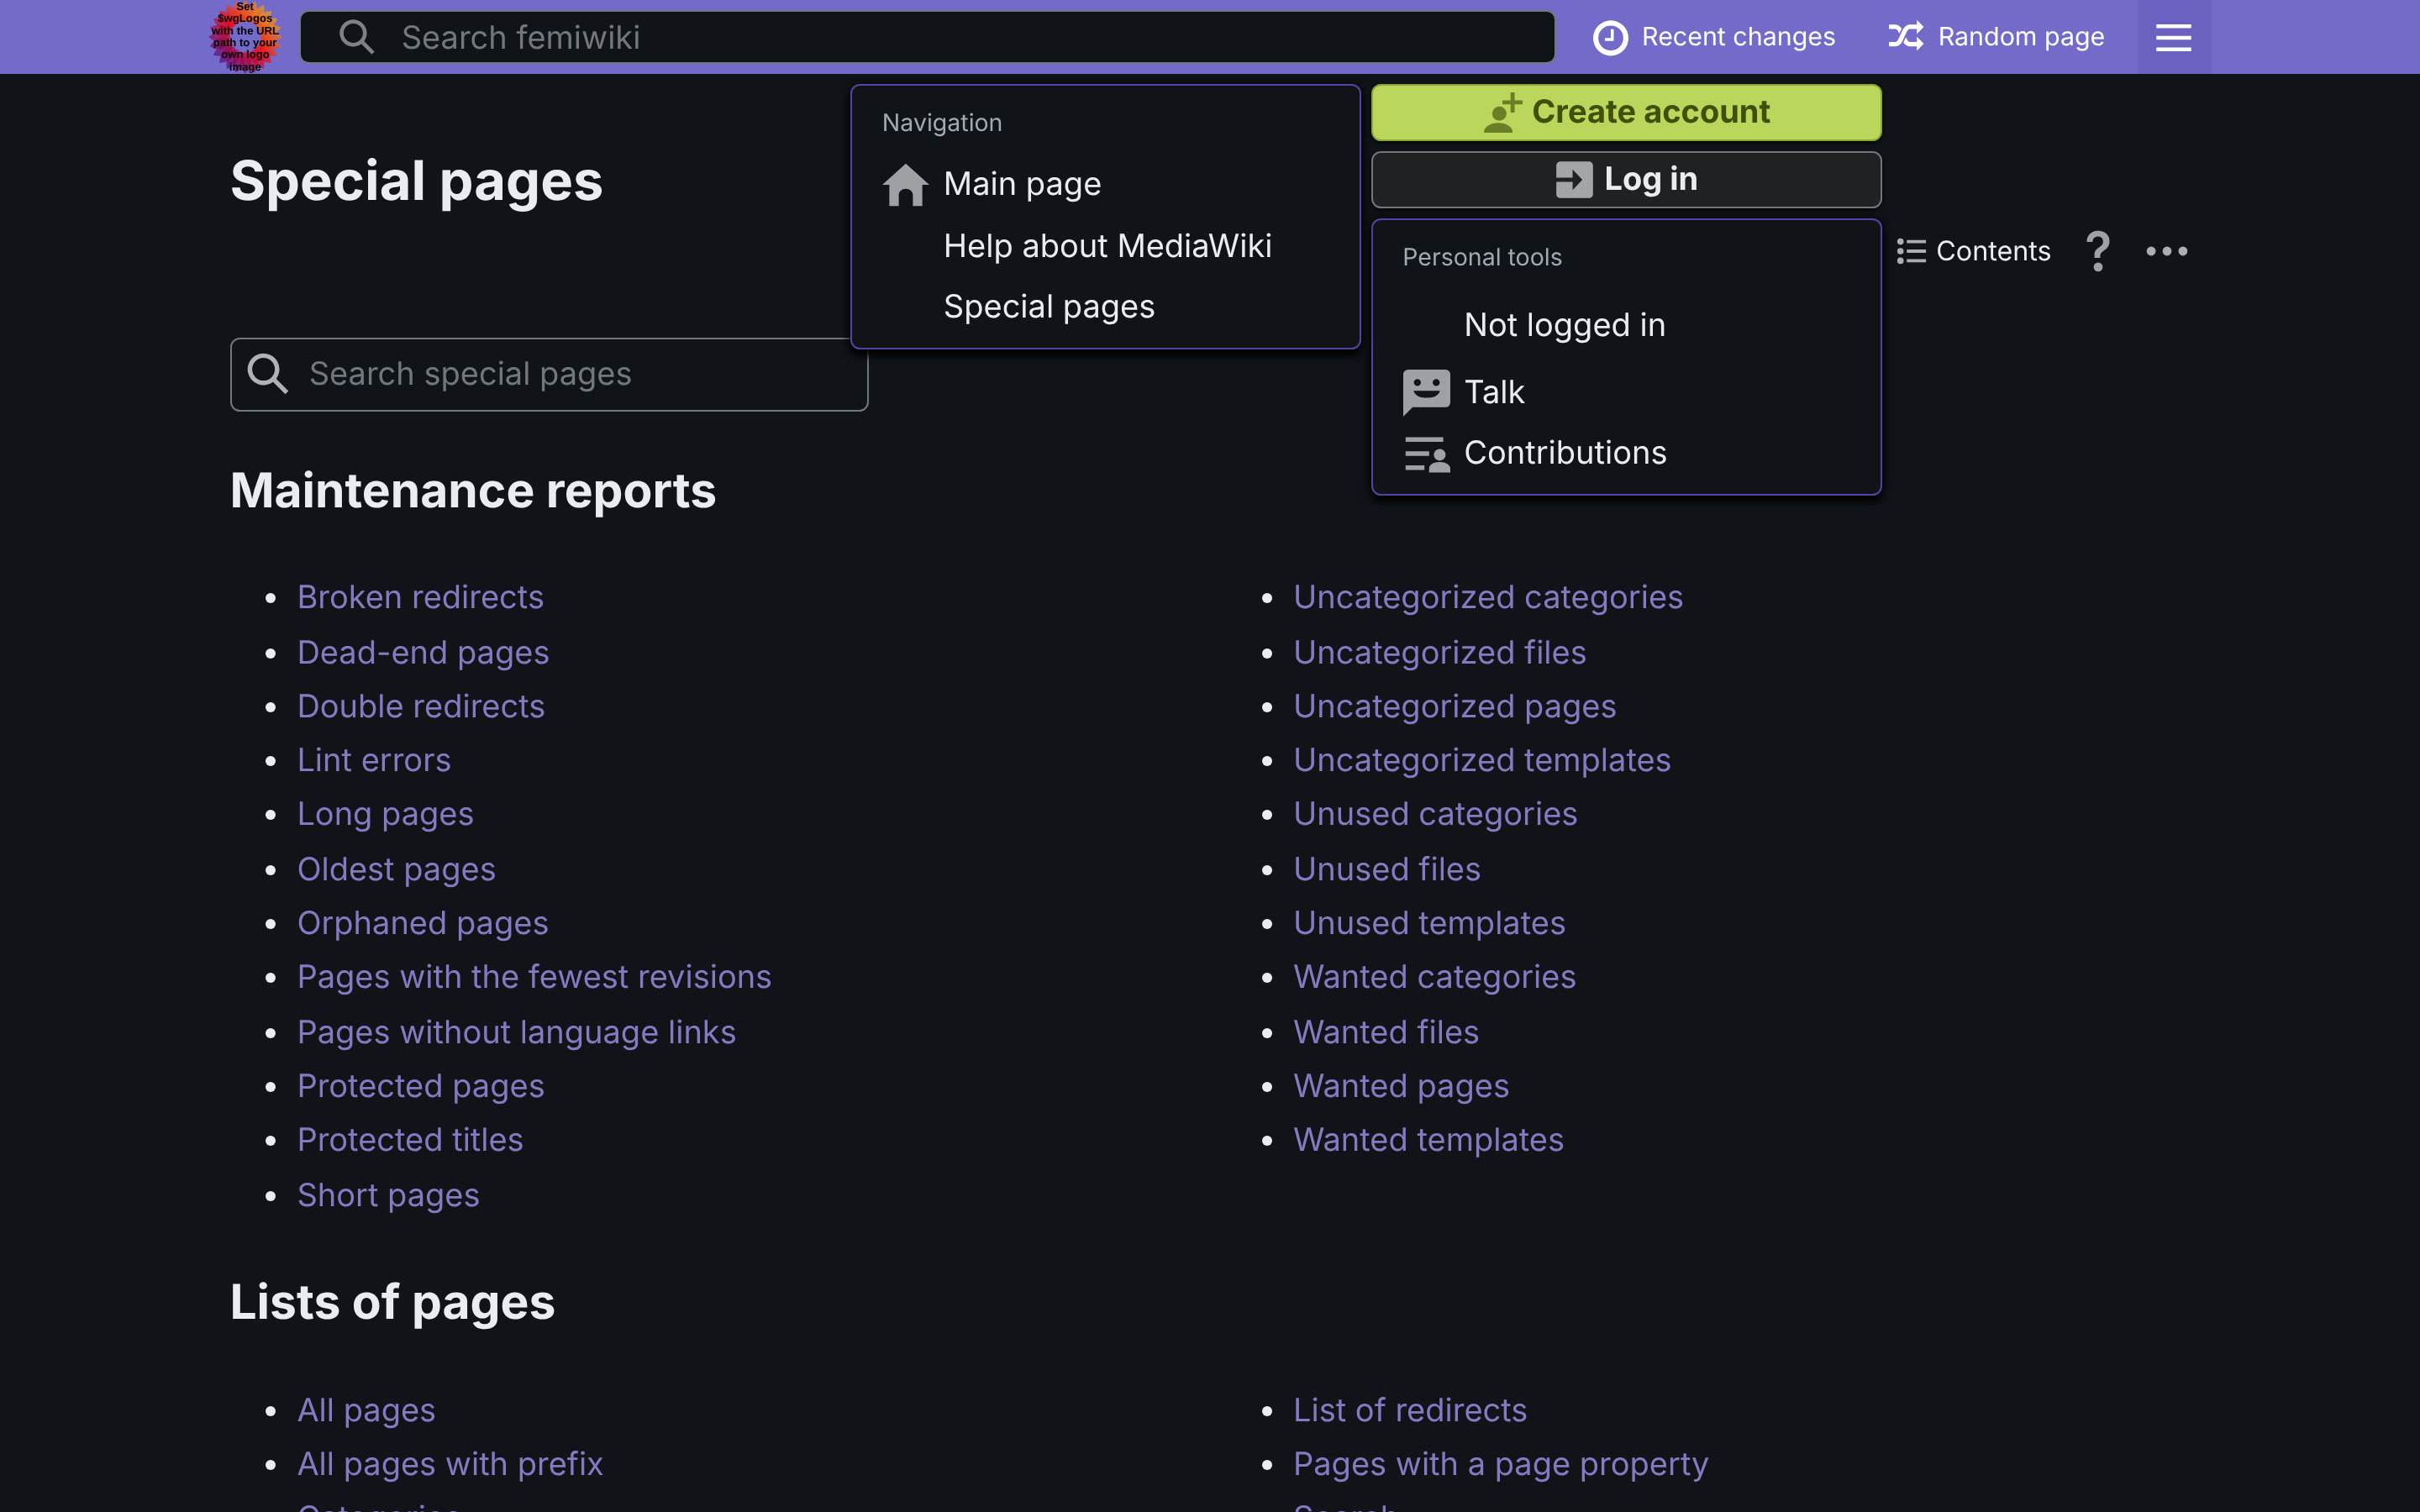 Set
$wgLogos
with the URL
path to your
own logo
image
Search femiwiki
Recent changes
Random page
Navigation
Main page
Help about MediaWiki
Special pages
Create account
Log in
Personal tools
Not logged in
Talk
Contributions
Special pages
Contents
?
Search special pages
Maintenance reports
Broken redirects
Dead-end pages
Double redirects
Lint errors
Long pages
Oldest pages
Orphaned pages
Pages with the fewest revisions
Pages without language links
Protected pages
Protected titles
Short pages
Uncategorized categories
Uncategorized files
Uncategorized pages
Uncategorized templates
Unused categories
Unused files
Unused templates
Wanted categories
Wanted files
Wanted pages
Wanted templates
Lists of pages
All pages
All pages with prefix
List of redirects
Pages with a page property